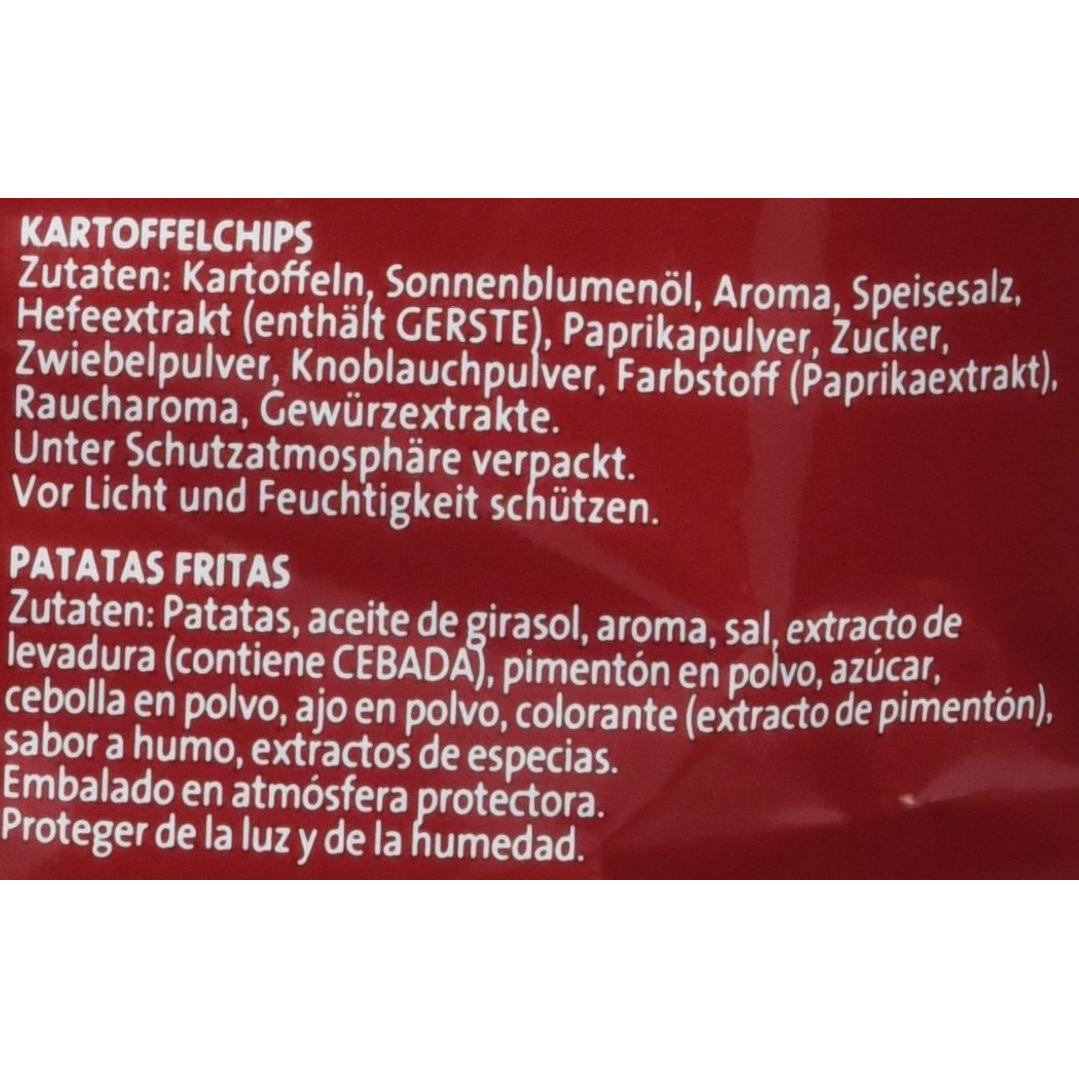 KARTOFFELCHIPS
Zutaten: Kartoffeln, Sonnenblumenöl, Aroma, Speisesalz,
Hefeextrakt (enthält GERSTE), Paprikapulver, Zucker,
Zwiebelpulver, Knoblauchpulver, Farbstoff (Paprikaextrakt),
Raucharoma, Gewürzextrakte.
Unter Schutzatmosphäre verpackt.
Vor Licht und Feuchtigkeit schützen.
PATATAS FRITAS
Zutaten: Patatas, aceite de girasol, aroma, sal, extracto de
levadura (contiene CEBADA), pimentón en polvo, azúcar,
cebolla en polvo, ajo en polvo, colorante (extracto de pimentón),
sabor a humo, extractos de especias.
Embalado en atmósfera protectora.
Proteger de la luz y de la humedad.